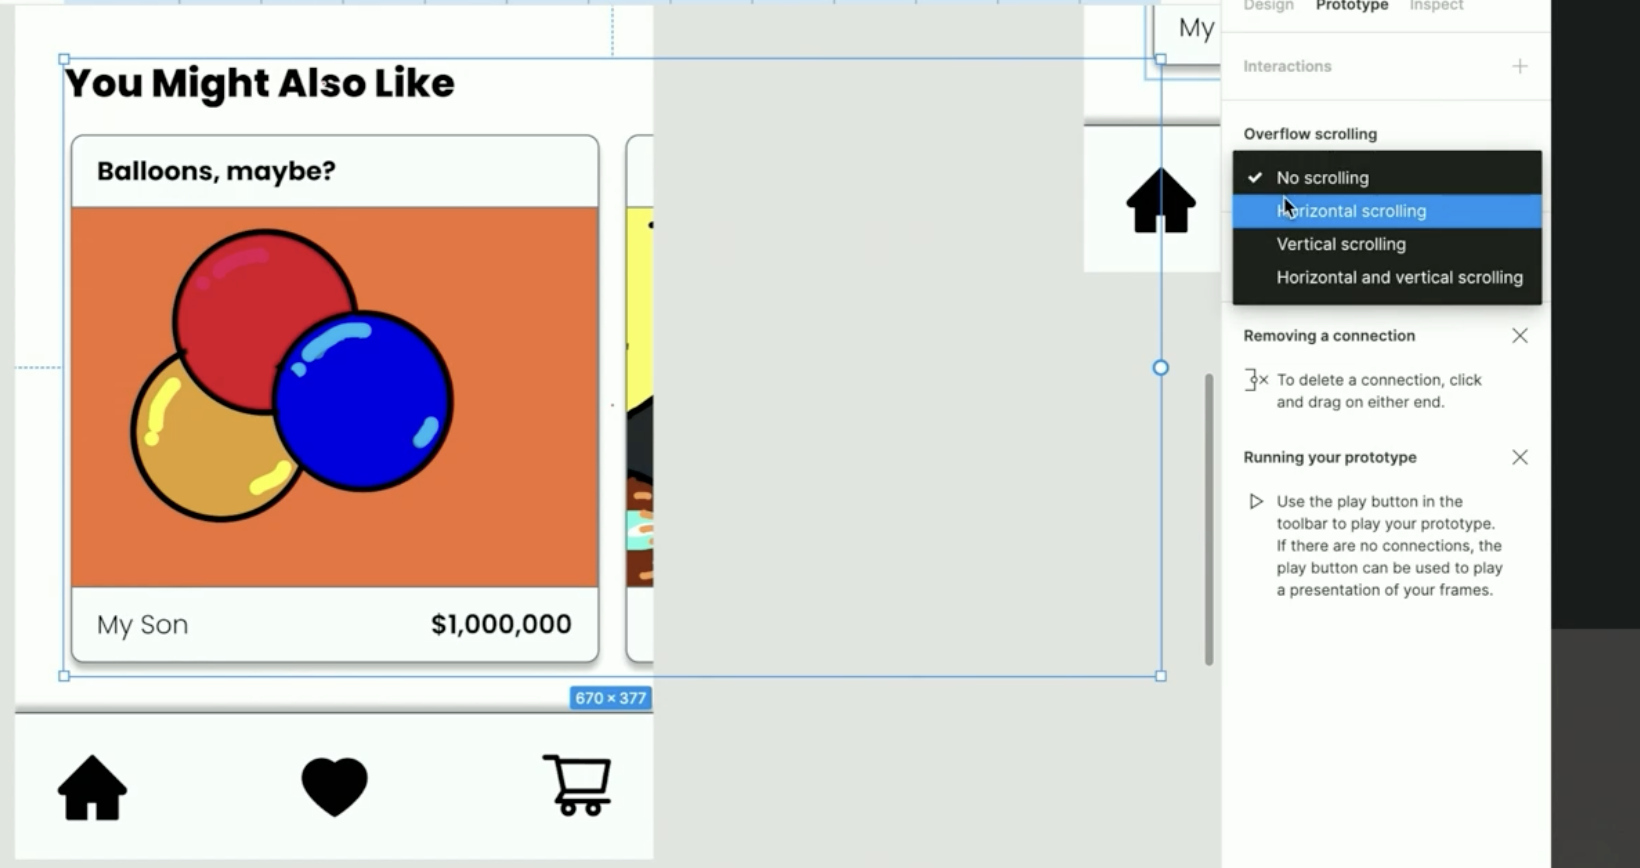 Design Prototype Inspect
My
Interactions
You Might Also Like
Overflow scrolling
Balloons, maybe?
No scrolling
Horizontal scrolling
Vertical scrolling
Horizontal and vertical scrolling
Removing a connection
To delete a connection, click
and drag on either end.
Running your prototype
Use the play button in the
toolbar to play your prototype.
If there are no connections, the
play button can be used to play
a presentation of your frames.
My Son $1,000,000
670 × 377